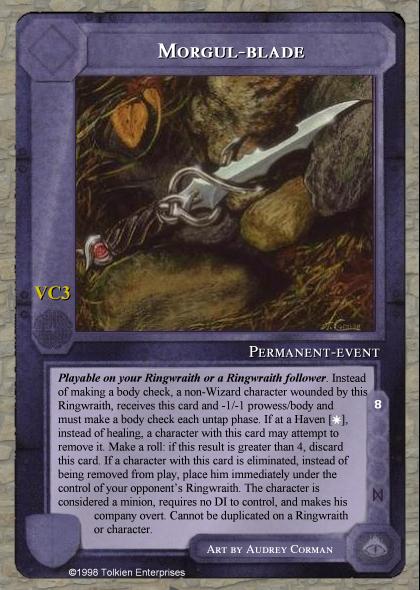 MORGUL-BLADE
VC3
PERMANENT-EVENT
Playable on your Ringwraith or a Ringwraith follower. Instead
of making a body check, a non-Wizard character wounded by this
Ringwraith, receives this card and -1/-1 prowess/body and
must make a body check each untap phase. If at a Haven [✷],
instead of healing, a character with this card may attempt to
remove it. Make a roll: if this result is greater than 4, discard
this card. If a character with this card is eliminated, instead of
being removed from play, place him immediately under the
control of your opponent's Ringwraith. The character is
considered a minion, requires no DI to control, and makes his
company overt. Cannot be duplicated on a Ringwraith
or character.
8
ART BY AUDREY CORMAN
©1998 Tolkien Enterprises